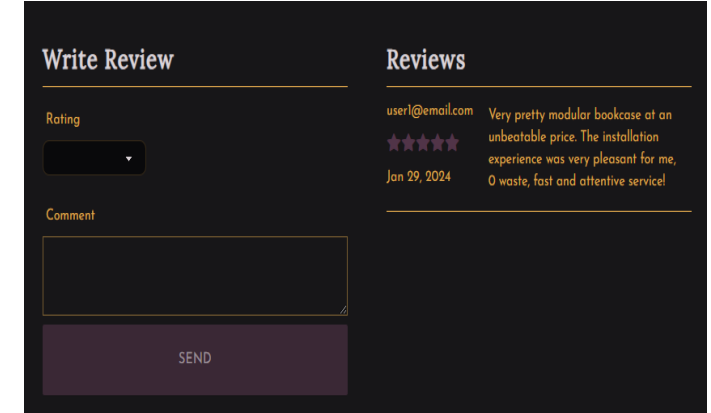 Write Review
Rating
Comment
SEND
Reviews
user1@email.com
Jan 29, 2024
Very pretty modular bookcase at an
unbeatable price. The installation
experience was very pleasant for me,
0 waste, fast and attentive service!